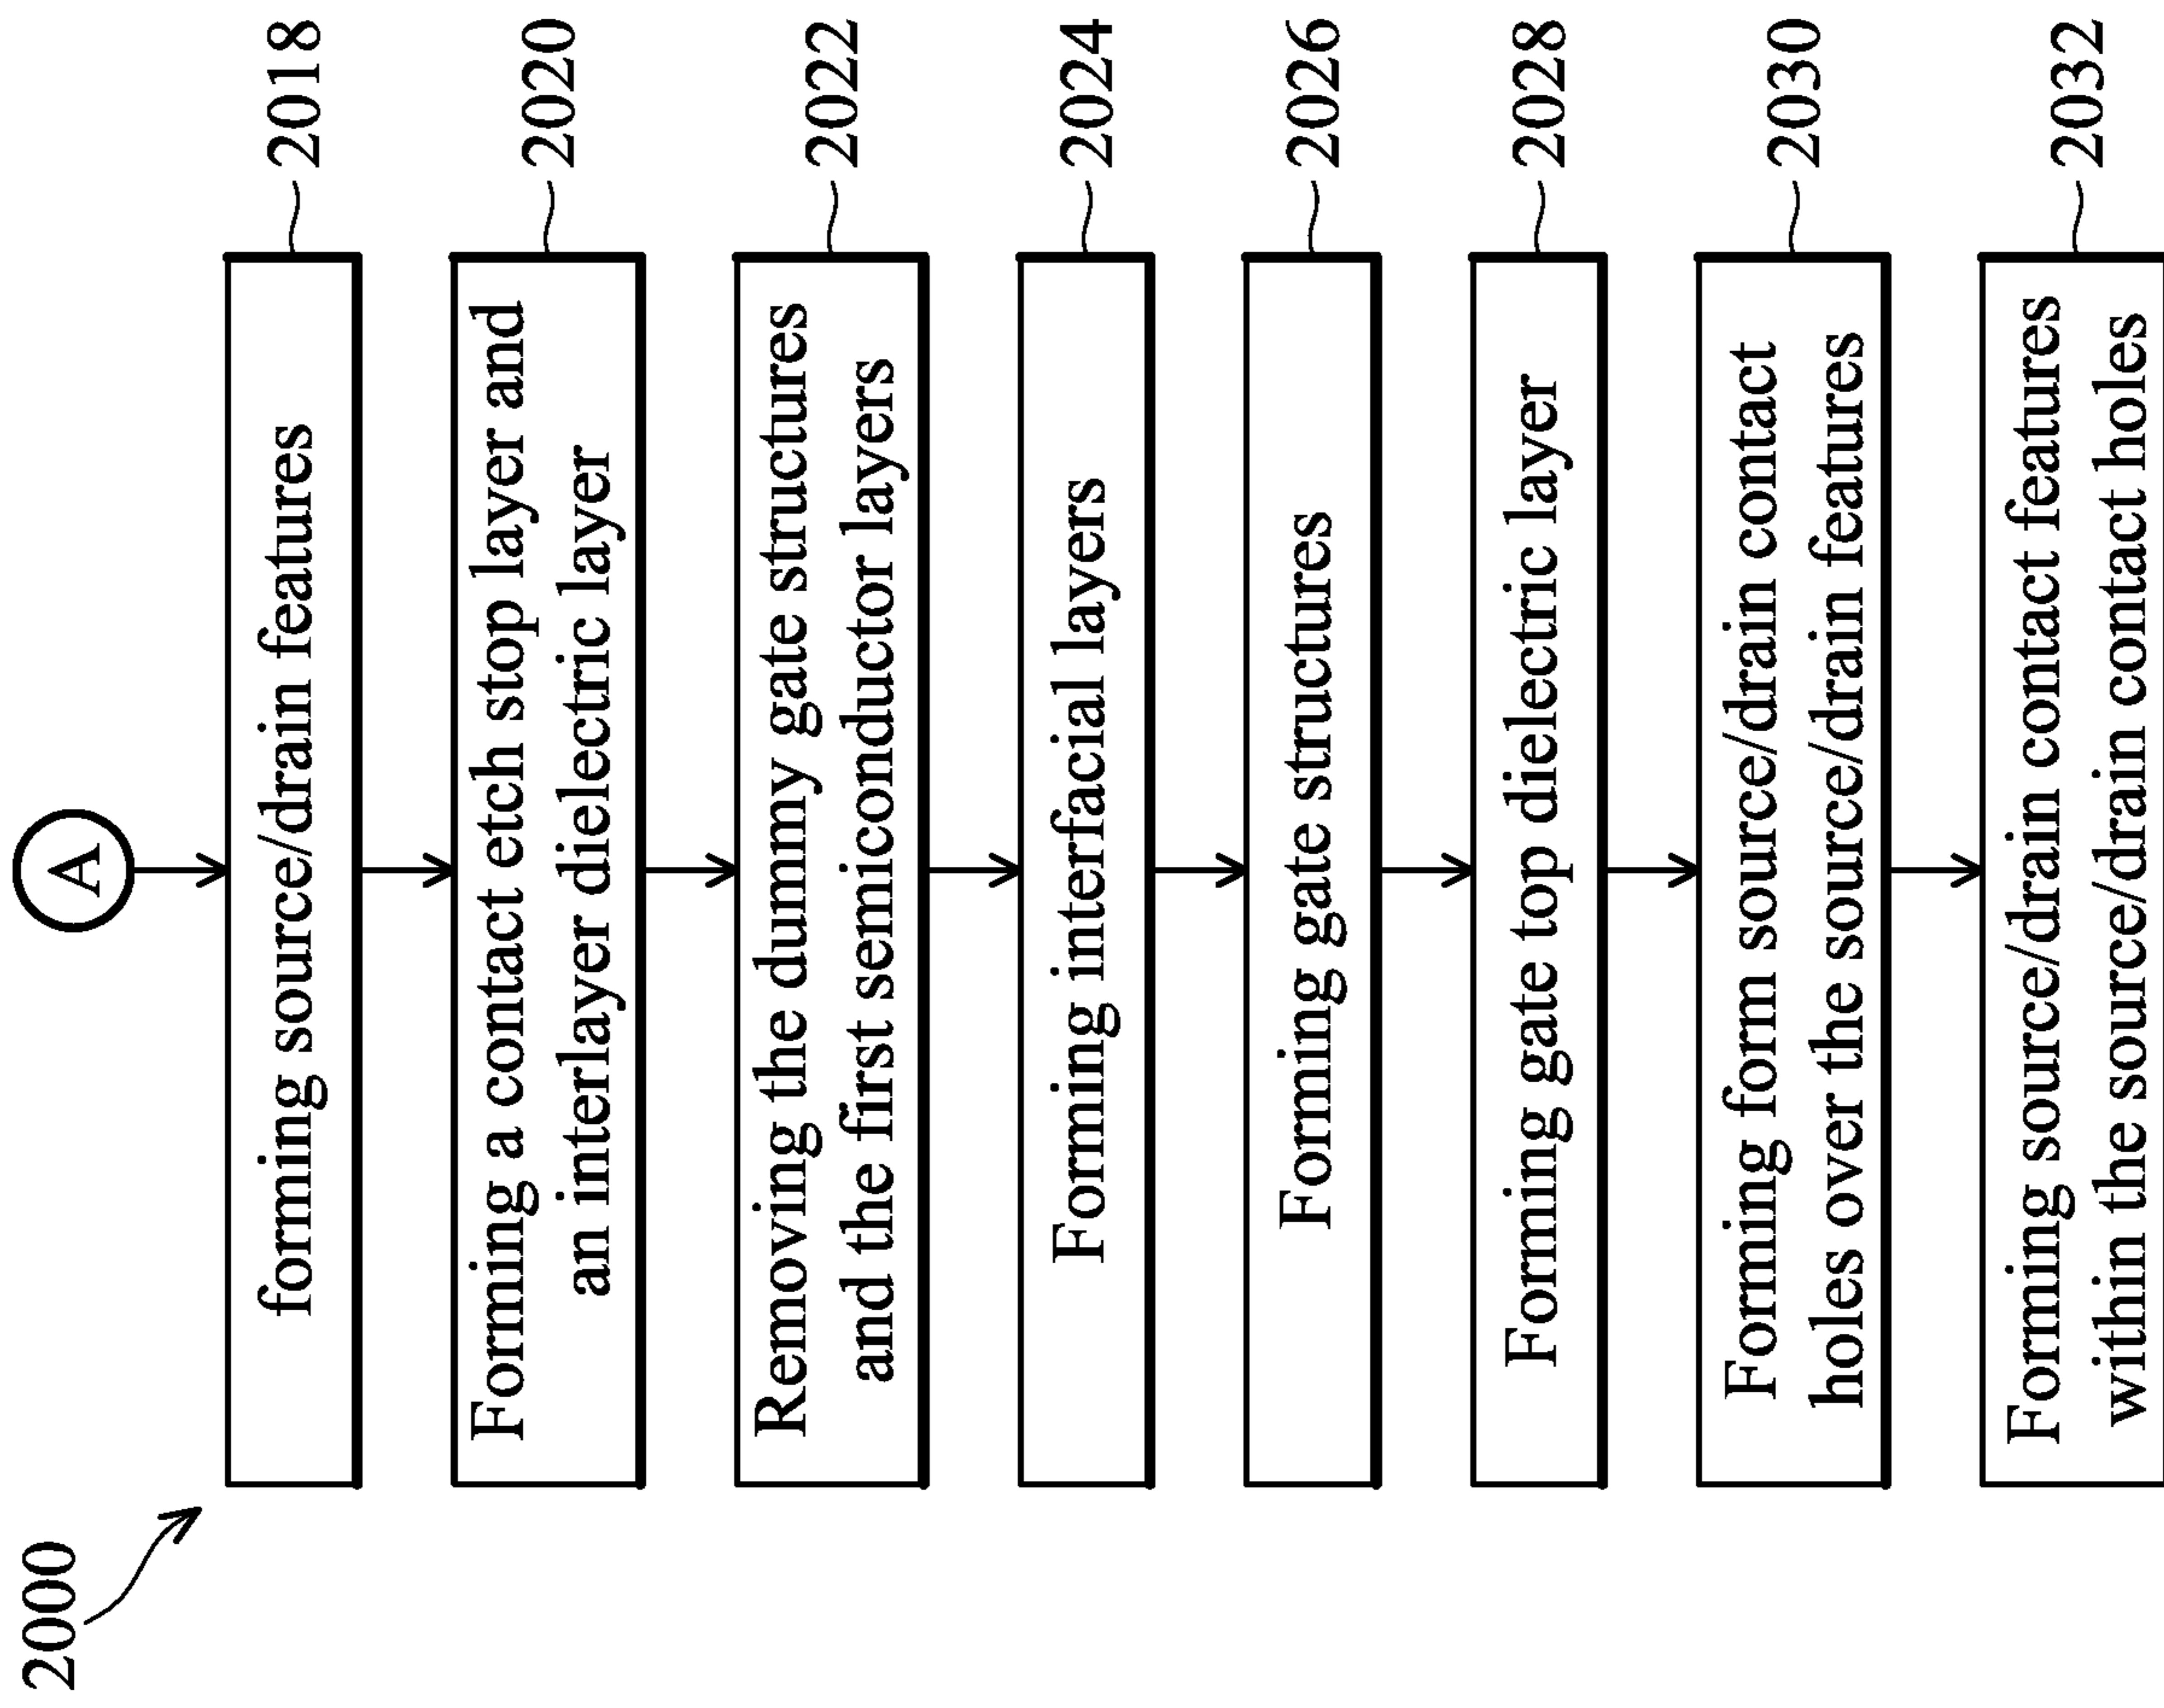 2000
A
forming source/drain features
2018
Forming a contact etch stop layer and
an interlayer dielectric layer
2020
Removing the dummy gate structures
and the first semiconductor layers
2022
Forming interfacial layers
2024
Forming gate structures
2026
Forming gate top dielectric layer
2028
Forming form source/drain contact
holes over the source/drain features
2030
Forming source/drain contact features
within the source/drain contact holes
2032